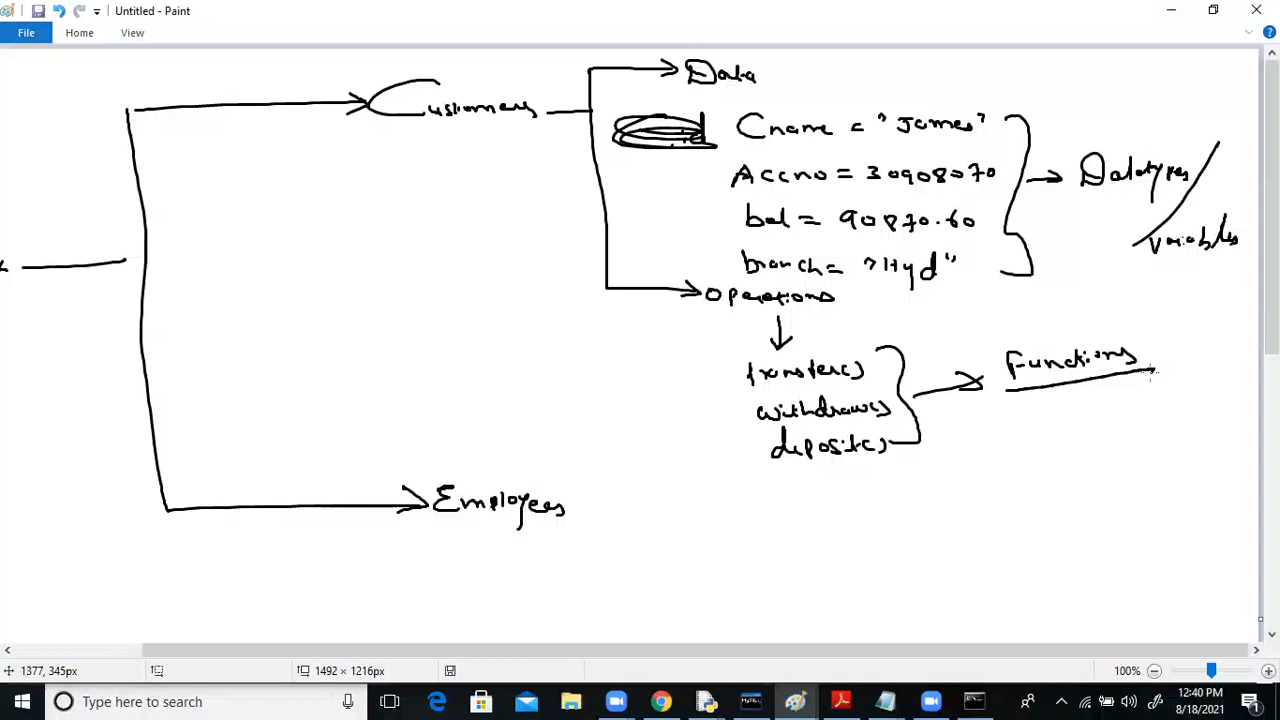 Untitled - Paint
File Home View
Data
Customers
Cname = "James"
Accno = 30908070
bal = 90870.60
branch = "Hyd"
Datatypes/
Variables
Operations
transfer()
withdraw()
deposit()
Functions
Employees
1377, 345px
1492 × 1216px
100%
Type here to search
12:40 PM
8/18/2021